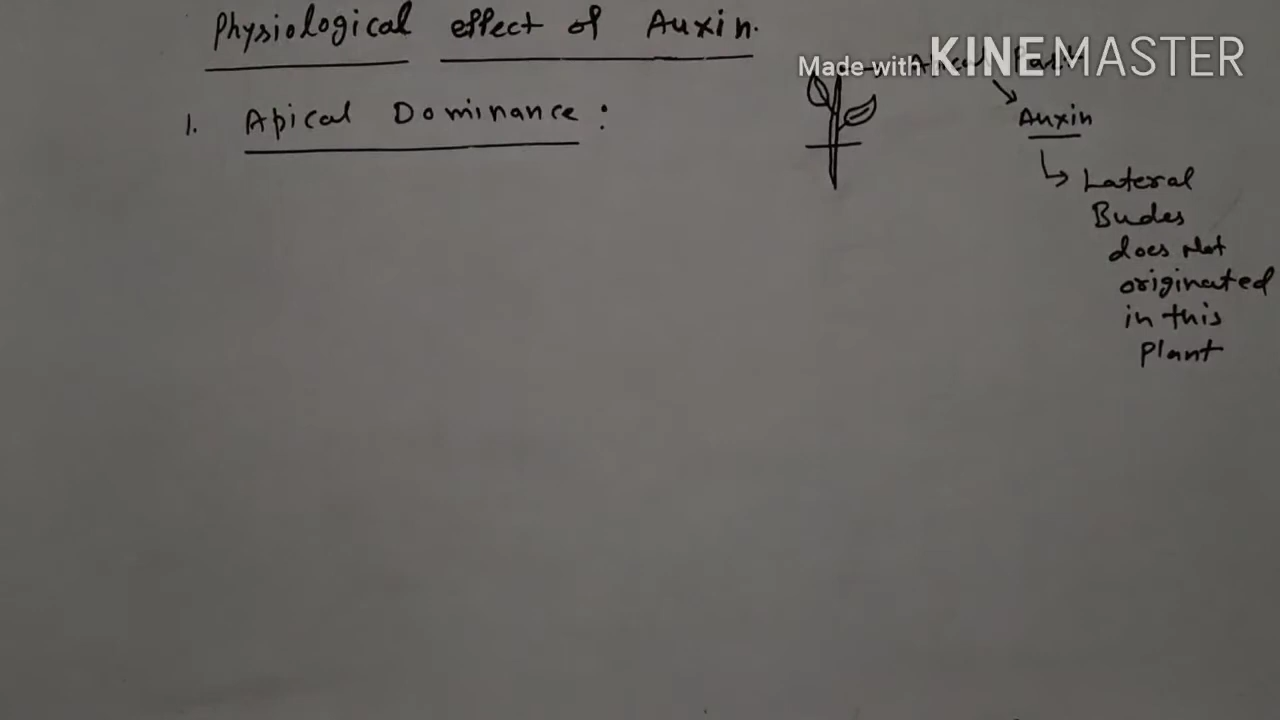 Physiological effect of Auxin.
Made with KINEMASTER
1. Apical Dominance :
Auxin
Lateral
Budes
does Not
originated
in this
Plant